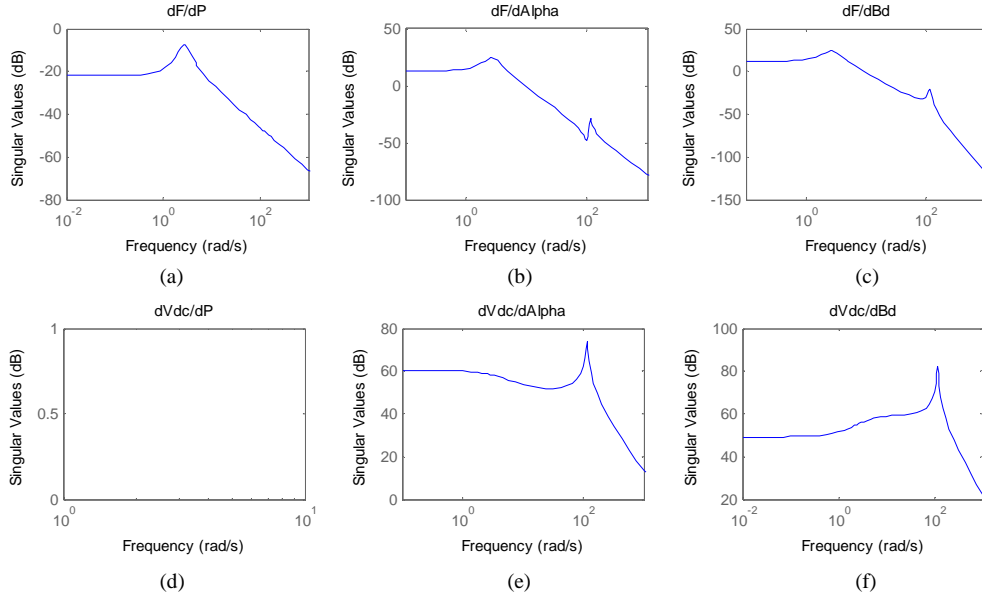 dF/dP
Singular Values (dB)
0
-20
-40
-60
-80
10^-2
10^0
10^2
Frequency (rad/s)
(a)
dF/dAlpha
Singular Values (dB)
50
0
-50
-100
10^0
10^2
Frequency (rad/s)
(b)
dF/dBd
Singular Values (dB)
50
0
-50
-100
-150
10^0
10^2
Frequency (rad/s)
(c)
dVdc/dP
Singular Values (dB)
1
0.5
0
10^0
10^1
Frequency (rad/s)
(d)
dVdc/dAlpha
Singular Values (dB)
80
60
40
20
0
10^0
10^2
Frequency (rad/s)
(e)
dVdc/dBd
Singular Values (dB)
100
80
60
40
20
10^-2
10^0
10^2
Frequency (rad/s)
(f)